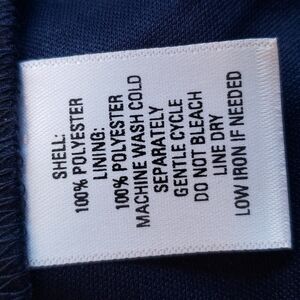 SHELL:
100% POLYESTER
LINING:
100% POLYESTER
MACHINE WASH COLD
SEPARATELY
GENTLE CYCLE
DO NOT BLEACH
LINE DRY
LOW IRON IF NEEDED